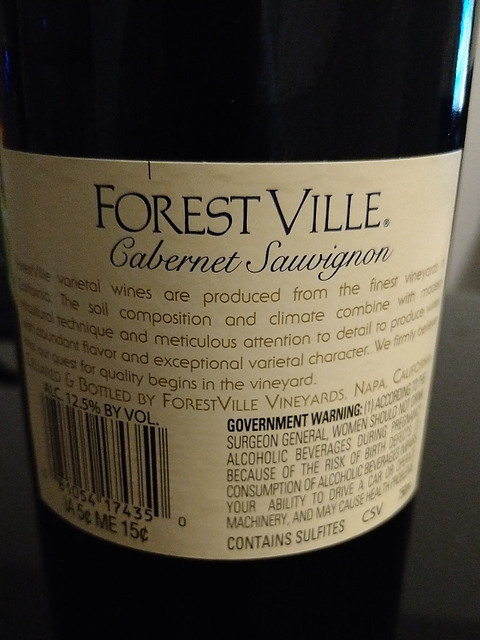 FOREST VILLE®
Cabernet Sauvignon
ForestVille varietal wines are produced from the finest vineyards
California. The soil composition and climate combine with
technique and meticulous attention to detail to produce
abundant flavor and exceptional varietal character. We firmly
our quest for quality begins in the vineyard.
& BOTTLED BY FORESTVILLE VINEYARDS, NAPA, CALIFORNIA
ALC. 12.5% BY VOL.
17435 0
IA 5¢ ME 15¢
GOVERNMENT WARNING: (1) ACCORDING TO THE
SURGEON GENERAL, WOMEN SHOULD NOT DRINK
ALCOHOLIC BEVERAGES DURING PREGNANCY
BECAUSE OF THE RISK OF BIRTH DEFECTS.
CONSUMPTION OF ALCOHOLIC BEVERAGES IMPAIRS
YOUR ABILITY TO DRIVE A CAR OR OPERATE
MACHINERY, AND MAY CAUSE HEALTH PROBLEMS.
CONTAINS SULFITES CSV